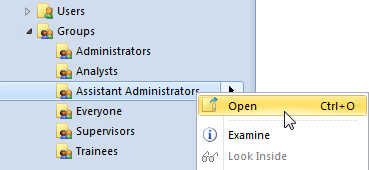 Users
Groups
Administrators
Analysts
Assistant Administrators
Open Ctrl+O
Everyone
Examine
Supervisors
Look Inside
Trainees